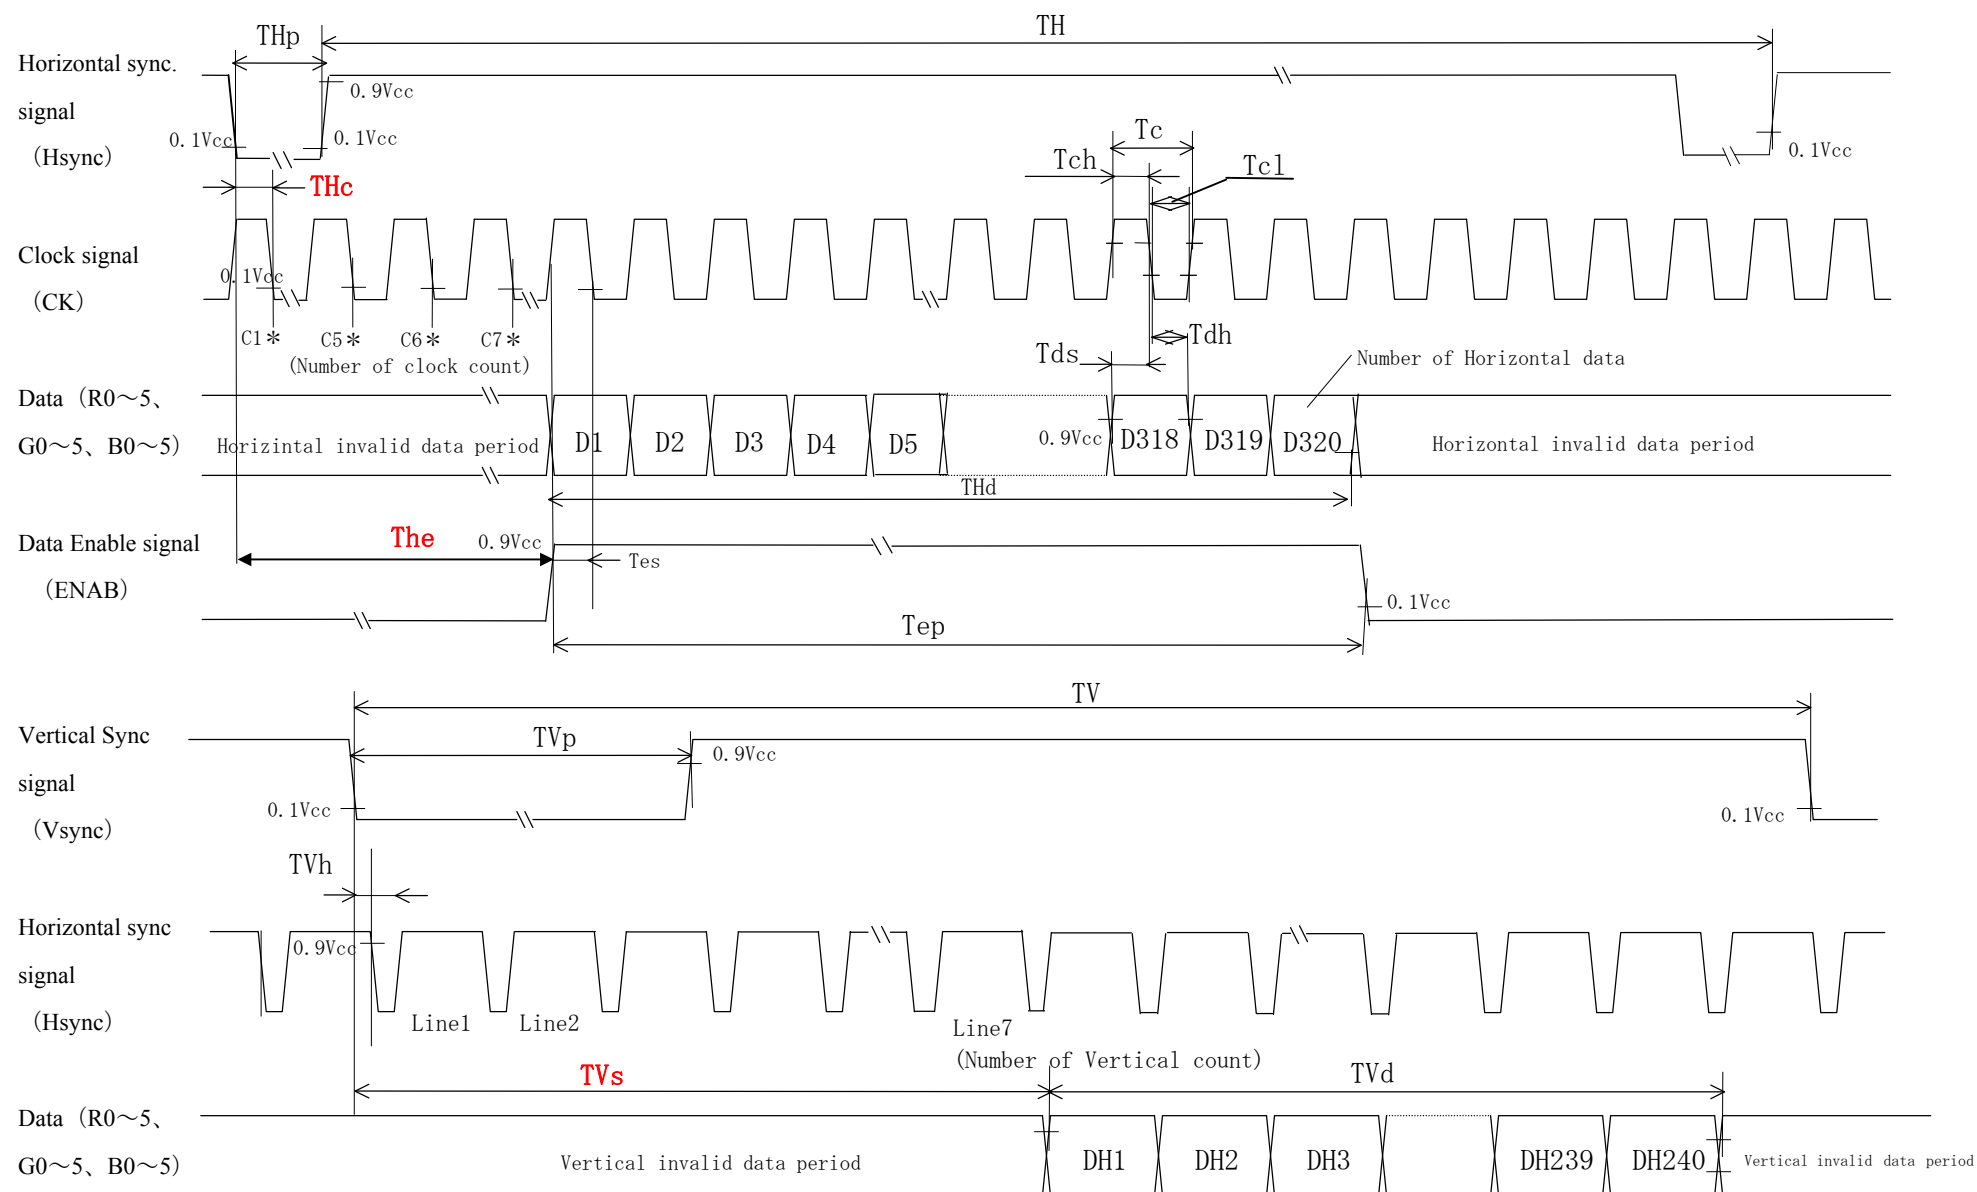 THp
TH
Horizontal sync.
signal
（Hsync）
0.9Vcc
0.1Vcc
0.1Vcc
0.1Vcc
THc
Tc
Tch
Tcl
Clock signal
（CK）
0.1Vcc
C1＊
C5＊
C6＊
C7＊
(Number of clock count)
Tds
Tdh
Number of Horizontal data
Data（R0～5、
G0～5、B0～5）
Horizintal invalid data period
D1
D2
D3
D4
D5
0.9Vcc
D318
D319
D320
Horizontal invalid data period
THd
Data Enable signal
（ENAB）
The
0.9Vcc
Tes
0.1Vcc
Tep
TV
Vertical Sync
signal
（Vsync）
TVp
0.9Vcc
0.1Vcc
0.1Vcc
TVh
Horizontal sync
signal
（Hsync）
0.9Vcc
Line1
Line2
Line7
(Number of Vertical count)
TVs
TVd
Data（R0～5、
G0～5、B0～5）
Vertical invalid data period
DH1
DH2
DH3
DH239
DH240
Vertical invalid data period